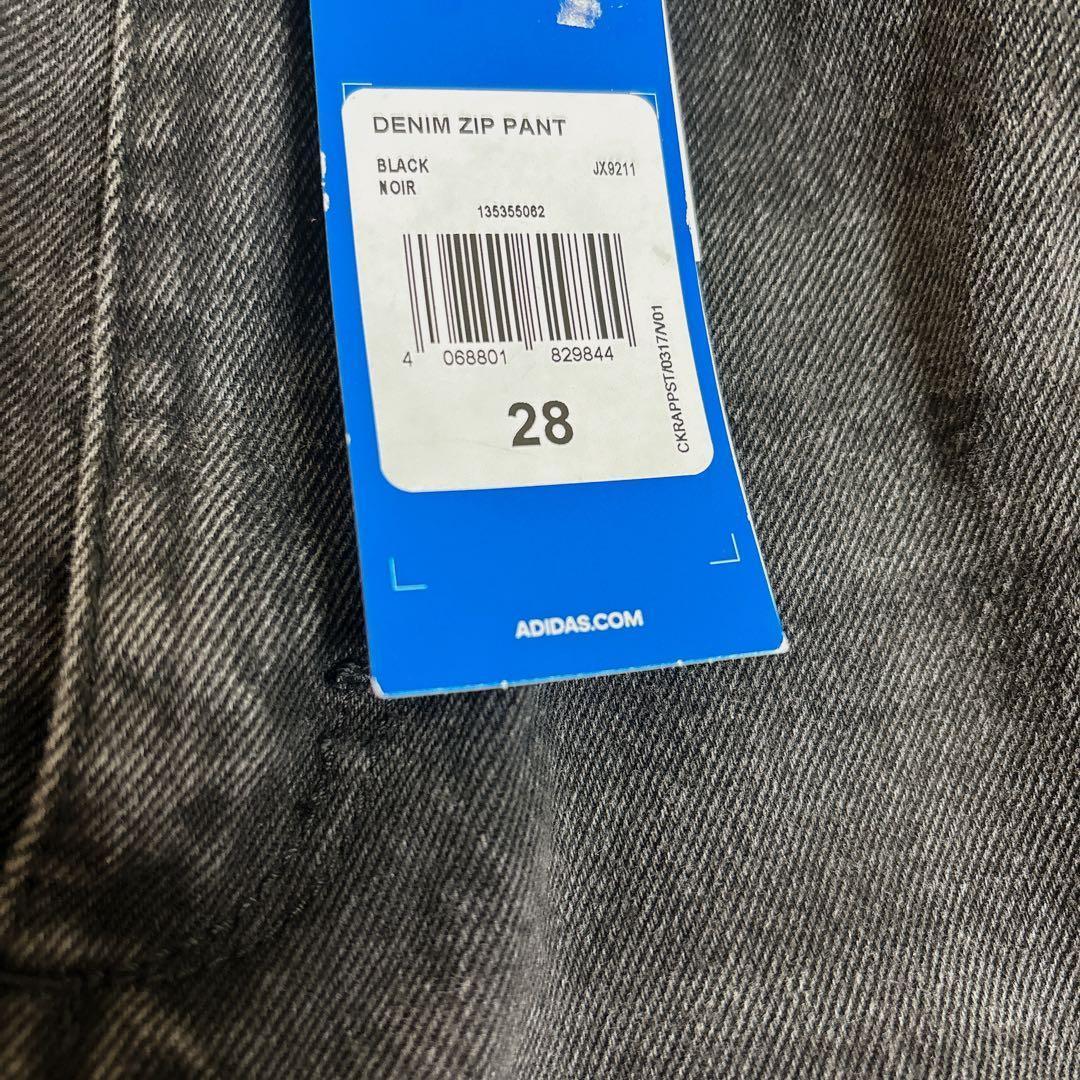 DENIM ZIP PANT
BLACK JX9211
NOIR
135355062
4 068801 829844
28
CKRAPPST/0317/V01
ADIDAS.COM